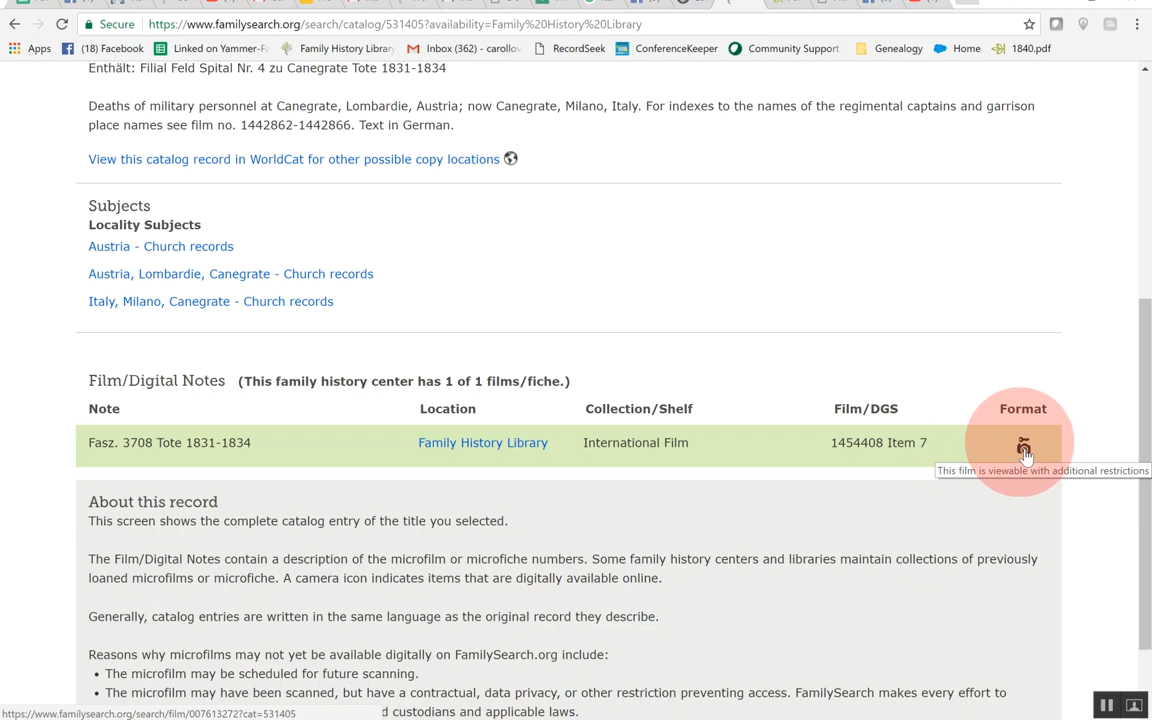 Secure https://www.familysearch.org/search/catalog/531405?availability=Family%20History%20Library
Apps (18) Facebook Linked on Yammer-F Family History Library Inbox (362) - carollov RecordSeek ConferenceKeeper Community Support Genealogy Home 1840.pdf
Enthält: Filial Feld Spital Nr. 4 zu Canegrate Tote 1831-1834
Deaths of military personnel at Canegrate, Lombardie, Austria; now Canegrate, Milano, Italy. For indexes to the names of the regimental captains and garrison
place names see film no. 1442862-1442866. Text in German.
View this catalog record in WorldCat for other possible copy locations
Subjects
Locality Subjects
Austria - Church records
Austria, Lombardie, Canegrate - Church records
Italy, Milano, Canegrate - Church records
Film/Digital Notes (This family history center has 1 of 1 films/fiche.)
Note Location Collection/Shelf Film/DGS Format
Fasz. 3708 Tote 1831-1834 Family History Library International Film 1454408 Item 7
This film is viewable with additional restrictions
About this record
This screen shows the complete catalog entry of the title you selected.
The Film/Digital Notes contain a description of the microfilm or microfiche numbers. Some family history centers and libraries maintain collections of previously
loaned microfilms or microfiche. A camera icon indicates items that are digitally available online.
Generally, catalog entries are written in the same language as the original record they describe.
Reasons why microfilms may not yet be available digitally on FamilySearch.org include:
• The microfilm may be scheduled for future scanning.
• The microfilm may have been scanned, but have a contractual, data privacy, or other restriction preventing access. FamilySearch makes every effort to
d custodians and applicable laws.
https://www.familysearch.org/search/film/007613272?cat=531405